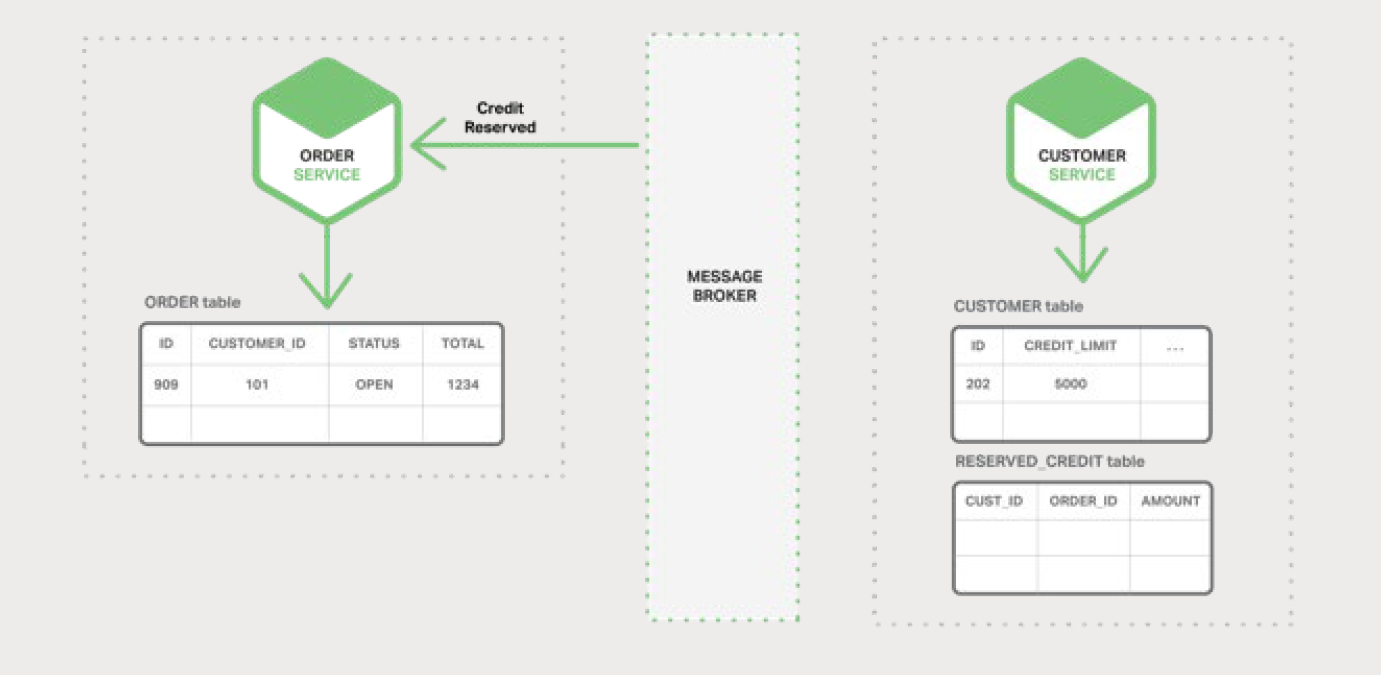 Credit
Reserved
ORDER
SERVICE
ORDER table
ID CUSTOMER_ID STATUS TOTAL
909 101 OPEN 1234
MESSAGE
BROKER
CUSTOMER
SERVICE
CUSTOMER table
ID CREDIT_LIMIT ...
202 5000
RESERVED_CREDIT table
CUST_ID ORDER_ID AMOUNT